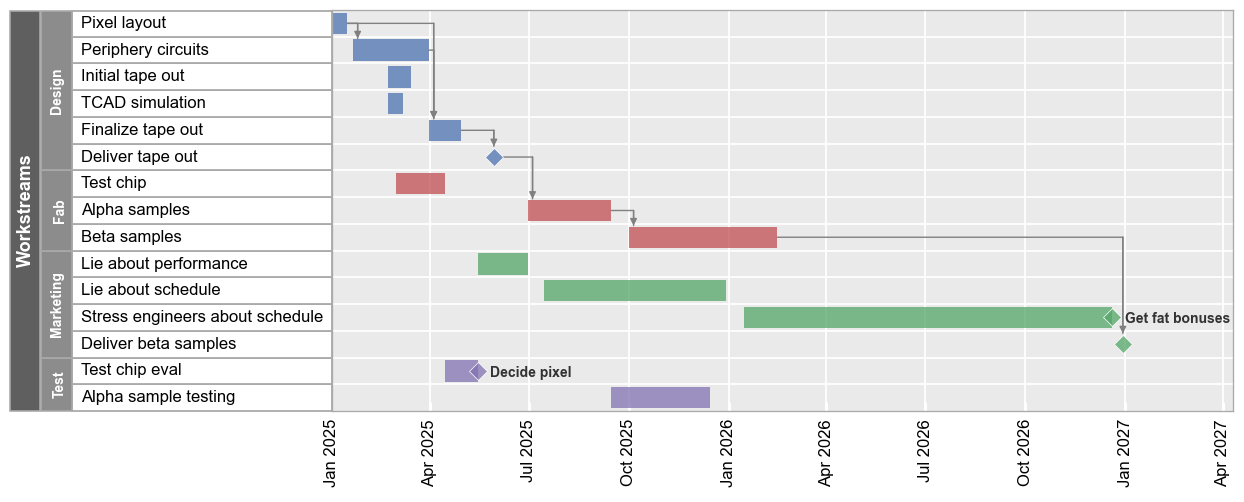 Workstreams
Design
Pixel layout
Periphery circuits
Initial tape out
TCAD simulation
Finalize tape out
Deliver tape out
Fab
Test chip
Alpha samples
Beta samples
Marketing
Lie about performance
Lie about schedule
Stress engineers about schedule
Get fat bonuses
Deliver beta samples
Test
Test chip eval
Decide pixel
Alpha sample testing
Jan 2025
Apr 2025
Jul 2025
Oct 2025
Jan 2026
Apr 2026
Jul 2026
Oct 2026
Jan 2027
Apr 2027